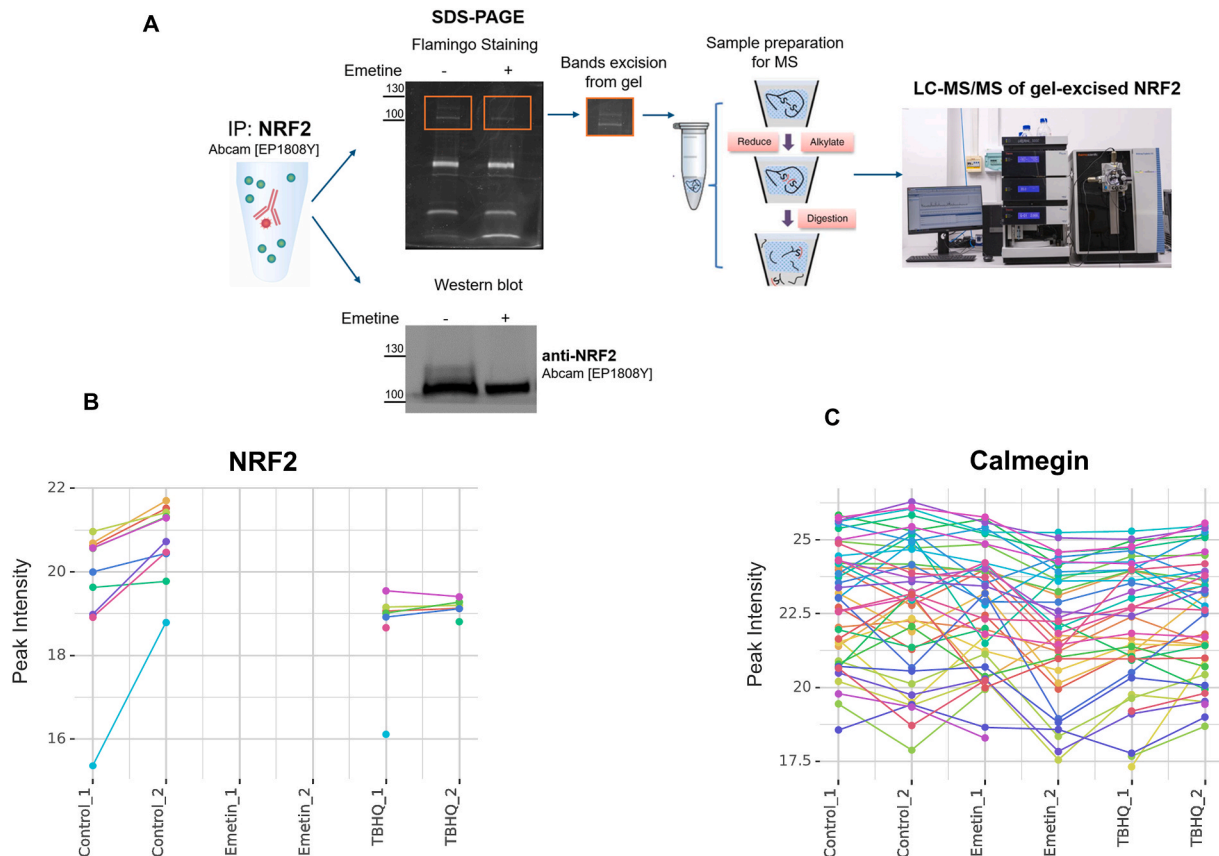 A
SDS-PAGE
Flamingo Staining
Emetine - +
130
100
IP: NRF2
Abcam [EP1808Y]
Bands excision
from gel
Sample preparation
for MS
Reduce
Alkylate
Digestion
LC-MS/MS of gel-excised NRF2
Western blot
Emetine - +
130
100
anti-NRF2
Abcam [EP1808Y]
B
NRF2
Peak Intensity
22
20
18
16
Control_1
Control_2
Emetin_1
Emetin_2
TBHQ_1
TBHQ_2
C
Calmegin
Peak Intensity
25
22.5
20
17.5
Control_1
Control_2
Emetin_1
Emetin_2
TBHQ_1
TBHQ_2